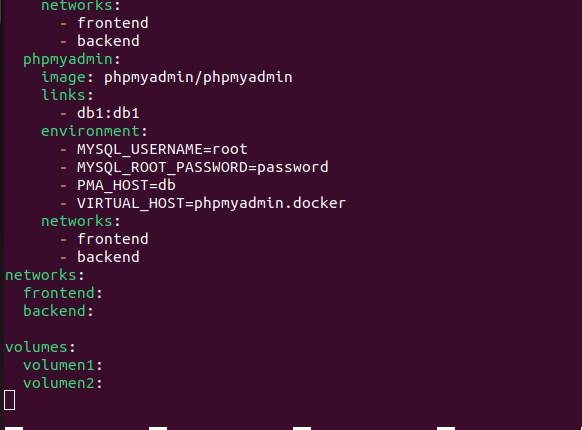 networks:
      - frontend
      - backend
  phpmyadmin:
    image: phpmyadmin/phpmyadmin
    links:
      - db1:db1
    environment:
      - MYSQL_USERNAME=root
      - MYSQL_ROOT_PASSWORD=password
      - PMA_HOST=db
      - VIRTUAL_HOST=phpmyadmin.docker
    networks:
      - frontend
      - backend
networks:
  frontend:
  backend:

volumes:
  volumen1:
  volumen2: